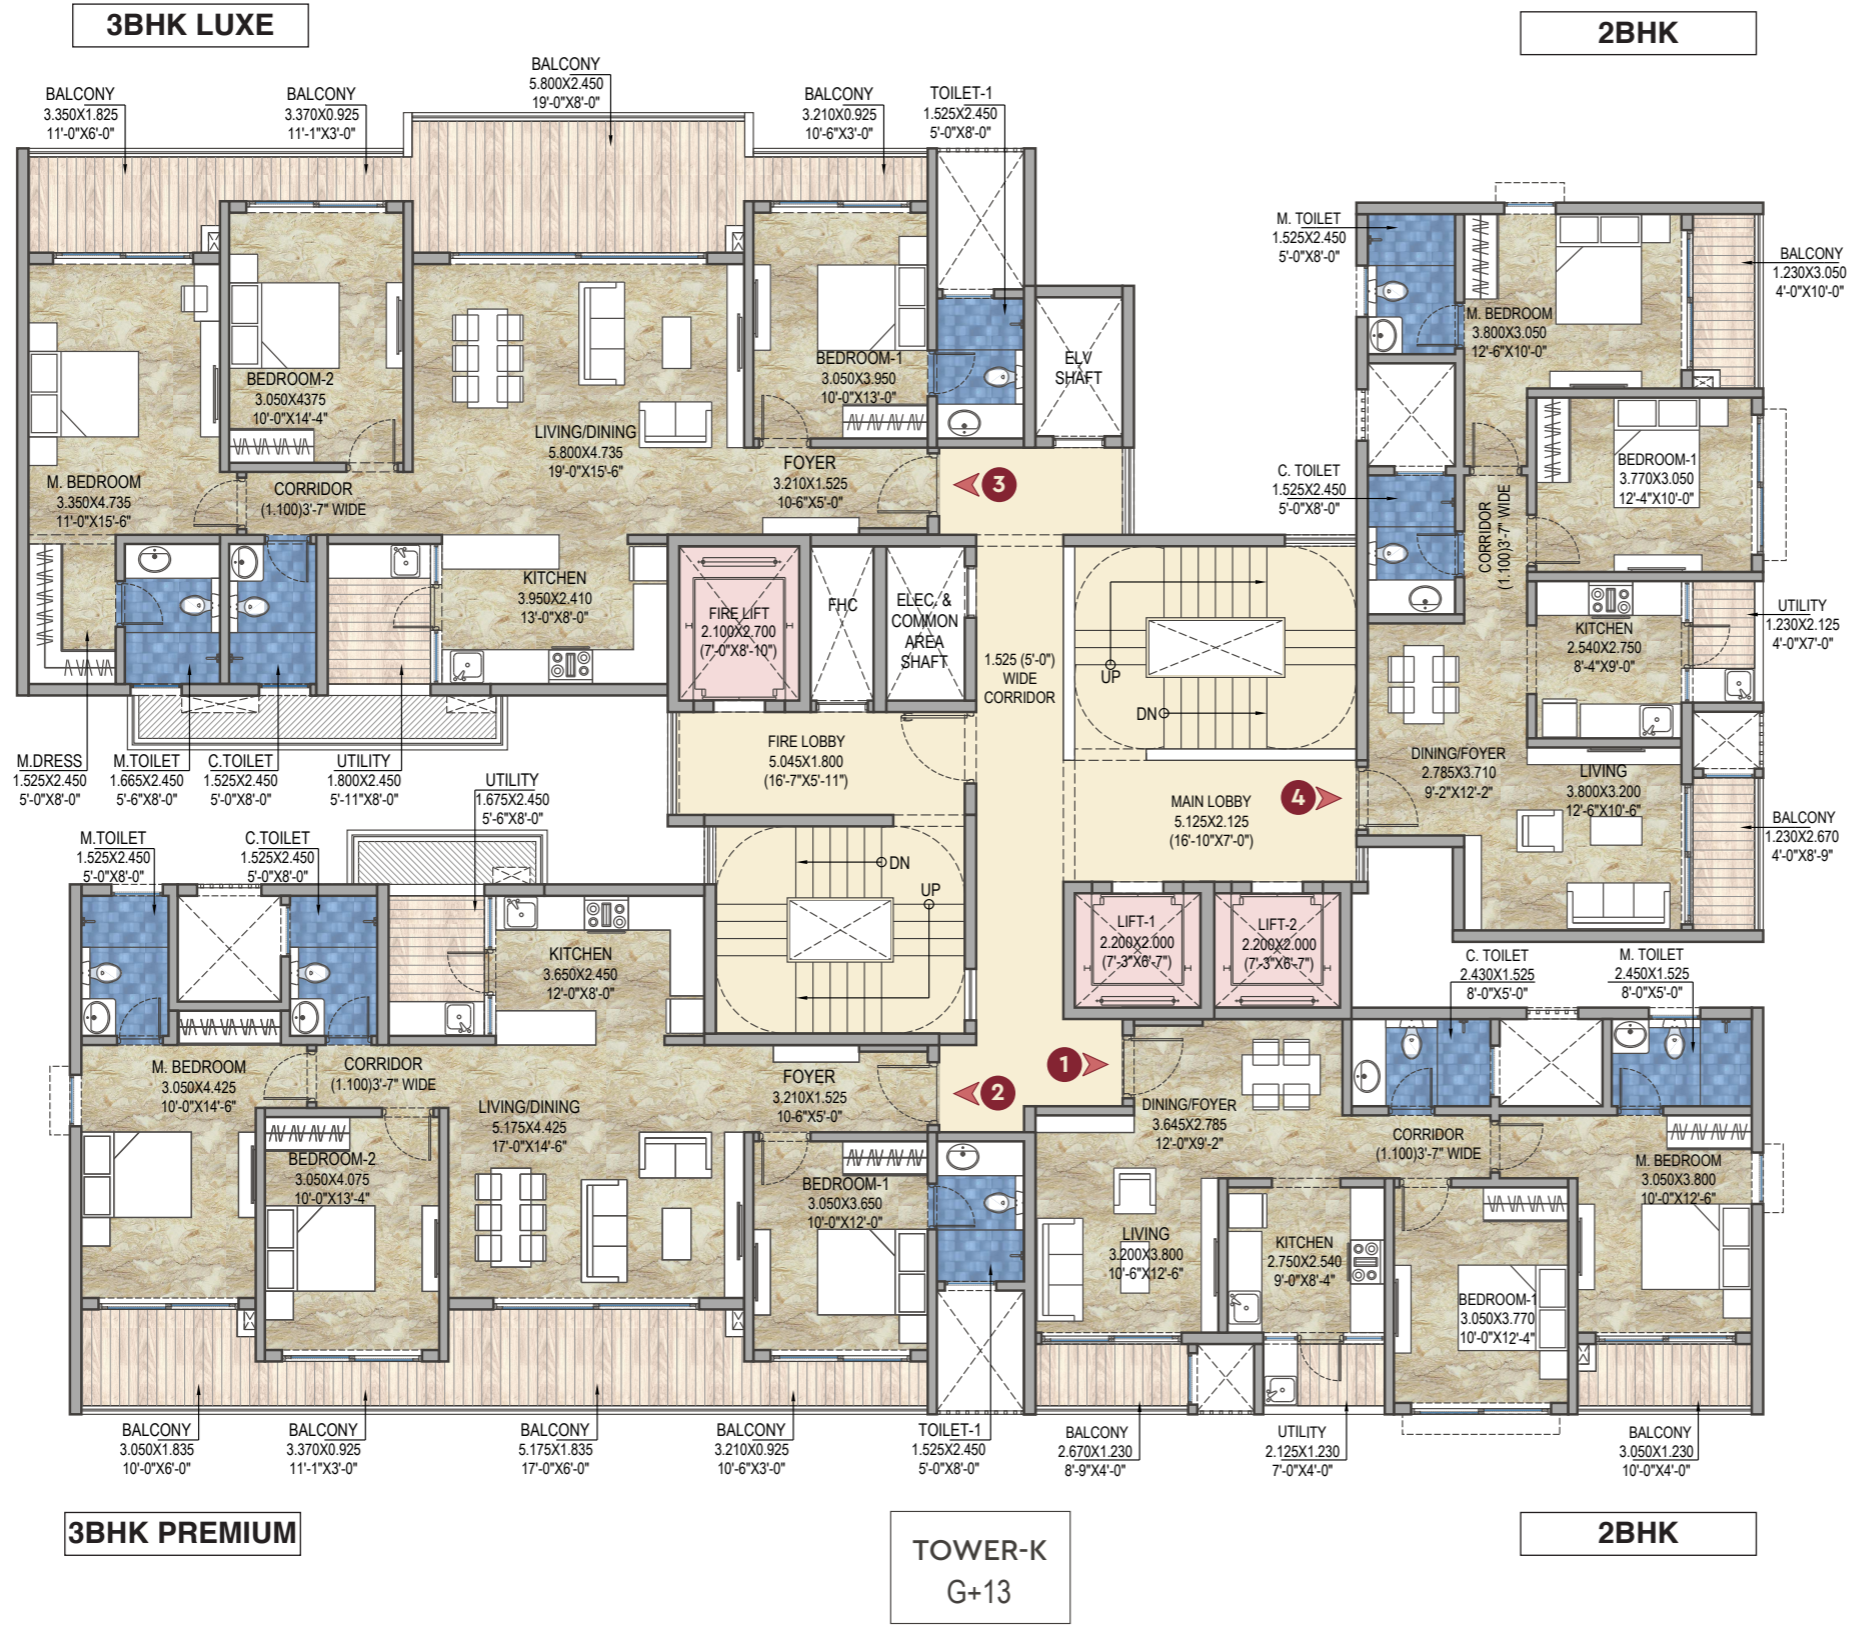 3BHK LUXE
2BHK
BALCONY
3.350X1.825
11'-0"X6'-0"
BALCONY
3.370X0.925
11'-1"X3'-0"
BALCONY
5.800X2.450
19'-0"X8'-0"
BALCONY
3.210X0.925
10'-6"X3'-0"
TOILET-1
1.525X2.450
5'-0"X8'-0"
M. BEDROOM
3.350X4.735
11'-0"X15'-6"
BEDROOM-2
3.050X4375
10'-0"X14'-4"
LIVING/DINING
5.800X4.735
19'-0"X15'-6"
BEDROOM-1
3.050X3.950
10'-0"X13'-0"
ELV
SHAFT
CORRIDOR
(1.100)3'-7" WIDE
FOYER
3.210X1.525
10-6"X5'-0"
3
KITCHEN
3.950X2.410
13'-0"X8'-0"
FIRE LIFT
2.100X2.700
(7'-0"X8'-10")
FHC
ELEC. &
COMMON
AREA
SHAFT
1.525 (5'-0")
WIDE
CORRIDOR
UP
DN
M.DRESS
1.525X2.450
5'-0"X8'-0"
M.TOILET
1.665X2.450
5'-6"X8'-0"
C.TOILET
1.525X2.450
5'-0"X8'-0"
UTILITY
1.800X2.450
5'-11"X8'-0"
FIRE LOBBY
5.045X1.800
(16'-7"X5'-11")
MAIN LOBBY
5.125X2.125
(16'-10"X7'-0")
4
M. TOILET
1.525X2.450
5'-0"X8'-0"
M. BEDROOM
3.800X3.050
12'-6"X10'-0"
BALCONY
1.230X3.050
4'-0"X10'-0"
C. TOILET
1.525X2.450
5'-0"X8'-0"
CORRIDOR
(1.100)3'-7" WIDE
BEDROOM-1
3.770X3.050
12'-4"X10'-0"
KITCHEN
2.540X2.750
8'-4"X9'-0"
UTILITY
1.230X2.125
4'-0"X7'-0"
DINING/FOYER
2.785X3.710
9'-2"X12'-2"
LIVING
3.800X3.200
12'-6"X10'-6"
BALCONY
1.230X2.670
4'-0"X8'-9"
UTILITY
1.675X2.450
5'-6"X8'-0"
M.TOILET
1.525X2.450
5'-0"X8'-0"
C.TOILET
1.525X2.450
5'-0"X8'-0"
DN
UP
KITCHEN
3.650X2.450
12'-0"X8'-0"
LIFT-1
2.200X2.000
(7'-3"X6'-7")
LIFT-2
2.200X2.000
(7'-3"X6'-7")
C. TOILET
2.430X1.525
8'-0"X5'-0"
M. TOILET
2.450X1.525
8'-0"X5'-0"
M. BEDROOM
3.050X4.425
10'-0"X14'-6"
CORRIDOR
(1.100)3'-7" WIDE
LIVING/DINING
5.175X4.425
17'-0"X14'-6"
FOYER
3.210X1.525
10-6"X5'-0"
2
1
DINING/FOYER
3.645X2.785
12'-0"X9'-2"
CORRIDOR
(1.100)3'-7" WIDE
BEDROOM-2
3.050X4.075
10'-0"X13'-4"
BEDROOM-1
3.050X3.650
10'-0"X12'-0"
LIVING
3.200X3.800
10'-6"X12'-6"
KITCHEN
2.750X2.540
9'-0"X8'-4"
BEDROOM-1
3.050X3.770
10'-0"X12'-4"
M. BEDROOM
3.050X3.800
10'-0"X12'-6"
BALCONY
3.050X1.835
10'-0"X6'-0"
BALCONY
3.370X0.925
11'-1"X3'-0"
BALCONY
5.175X1.835
17'-0"X6'-0"
BALCONY
3.210X0.925
10'-6"X3'-0"
TOILET-1
1.525X2.450
5'-0"X8'-0"
BALCONY
2.670X1.230
8'-9"X4'-0"
UTILITY
2.125X1.230
7'-0"X4'-0"
BALCONY
3.050X1.230
10'-0"X4'-0"
3BHK PREMIUM
TOWER-K
G+13
2BHK